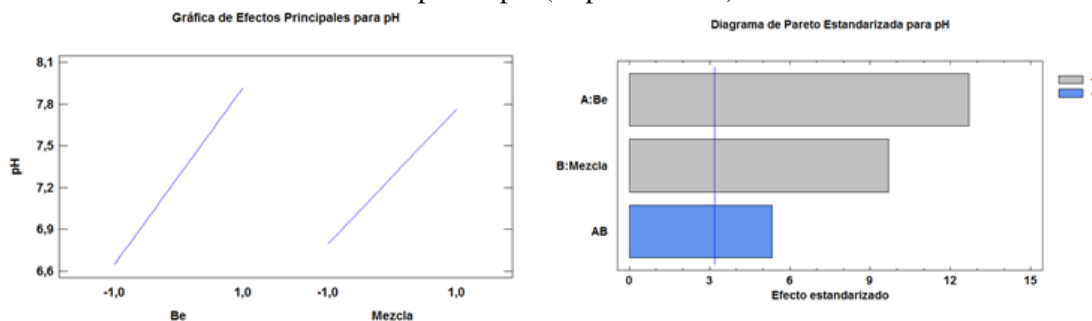 Gráfica de Efectos Principales para pH
8,1
7,8
7,5
7,2
6,9
6,6
pH
-1,0 1,0 -1,0 1,0
Be Mezcla
Diagrama de Pareto Estandarizada para pH
A:Be
B:Mezcla
AB
0 3 6 9 12 15
Efecto estandarizado